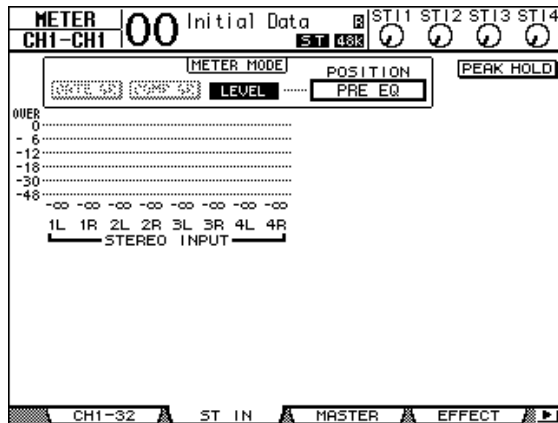 METER
CH1-CH1
00 Initial Data
R
ST 48K
STI1 STI2 STI3 STI4
METER MODE
GATE GR COMP GR LEVEL
POSITION
PRE EQ
PEAK HOLD
OVER
0
- 6
-12
-18
-30
-48
-∞ -∞ -∞ -∞ -∞ -∞ -∞ -∞
1L 1R 2L 2R 3L 3R 4L 4R
STEREO INPUT
CH1-32 ST IN MASTER EFFECT